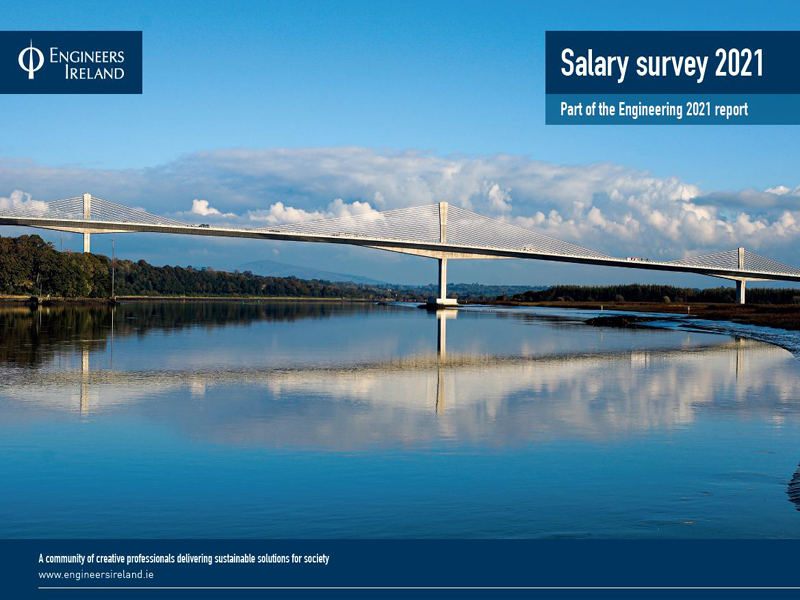 ENGINEERS
IRELAND
Salary survey 2021
Part of the Engineering 2021 report
A community of creative professionals delivering sustainable solutions for society
www.engineersireland.ie